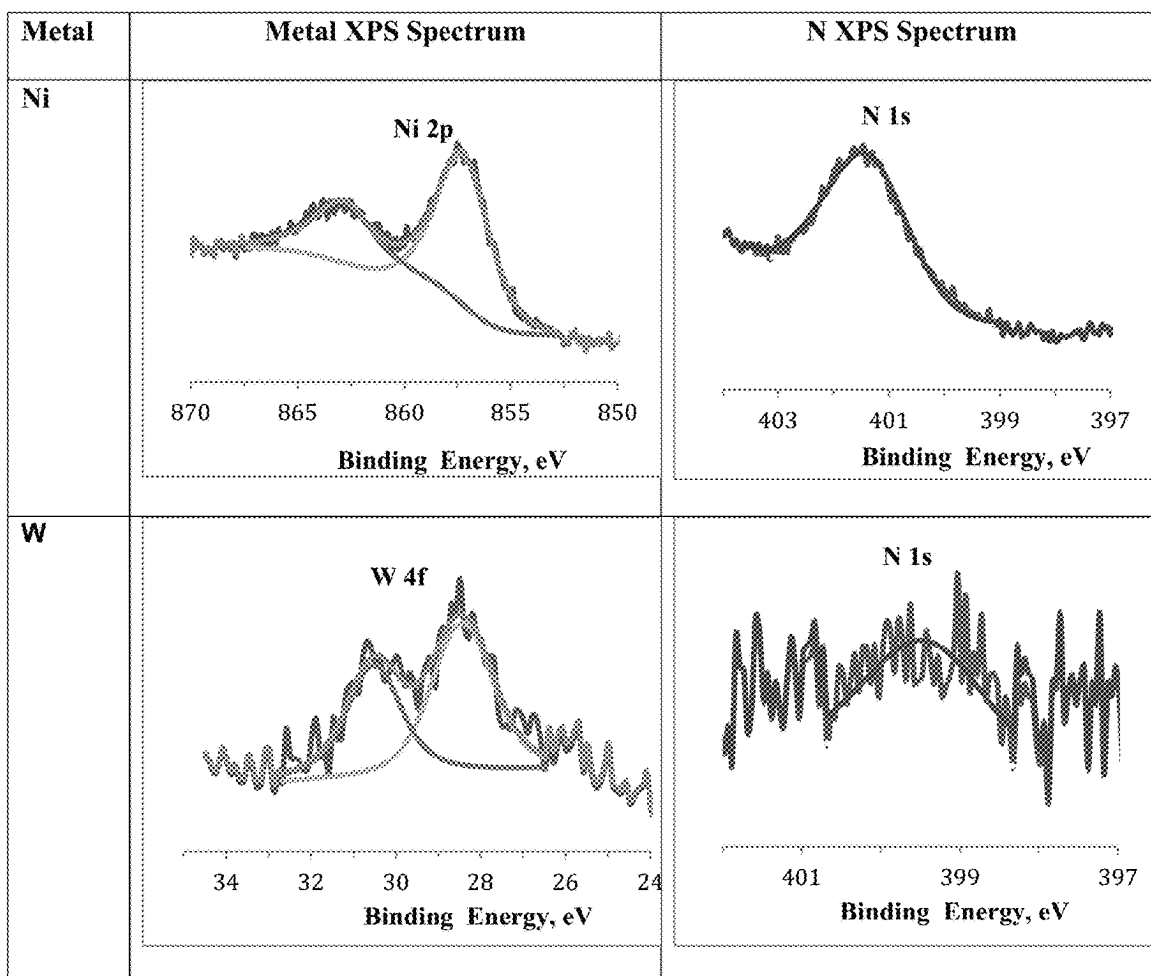 Metal Metal XPS Spectrum N XPS Spectrum
Ni
Ni 2p
870 865 860 855 850
Binding Energy, eV
N 1s
403 401 399 397
Binding Energy, eV
W
W 4f
34 32 30 28 26 24
Binding Energy, eV
N 1s
401 399 397
Binding Energy, eV